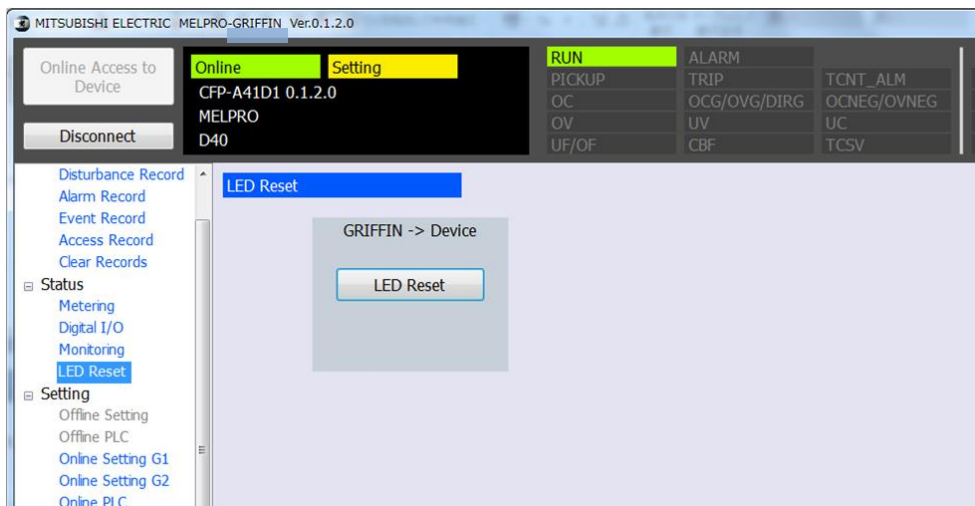 MITSUBISHI ELECTRIC MELPRO-GRIFFIN Ver.0.1.2.0
Online Access to
Device
Disconnect
Online Setting
CFP-A41D1 0.1.2.0
MELPRO
D40
RUN ALARM
PICKUP TRIP TCNT_ALM
OC OCG/OVG/DIRG OCNEG/OVNEG
OV UV UC
UF/OF CBF TCSV
Disturbance Record
Alarm Record
Event Record
Access Record
Clear Records
Status
Metering
Digital I/O
Monitoring
LED Reset
Setting
Offline Setting
Offline PLC
Online Setting G1
Online Setting G2
Online PLC
LED Reset
GRIFFIN -> Device
LED Reset